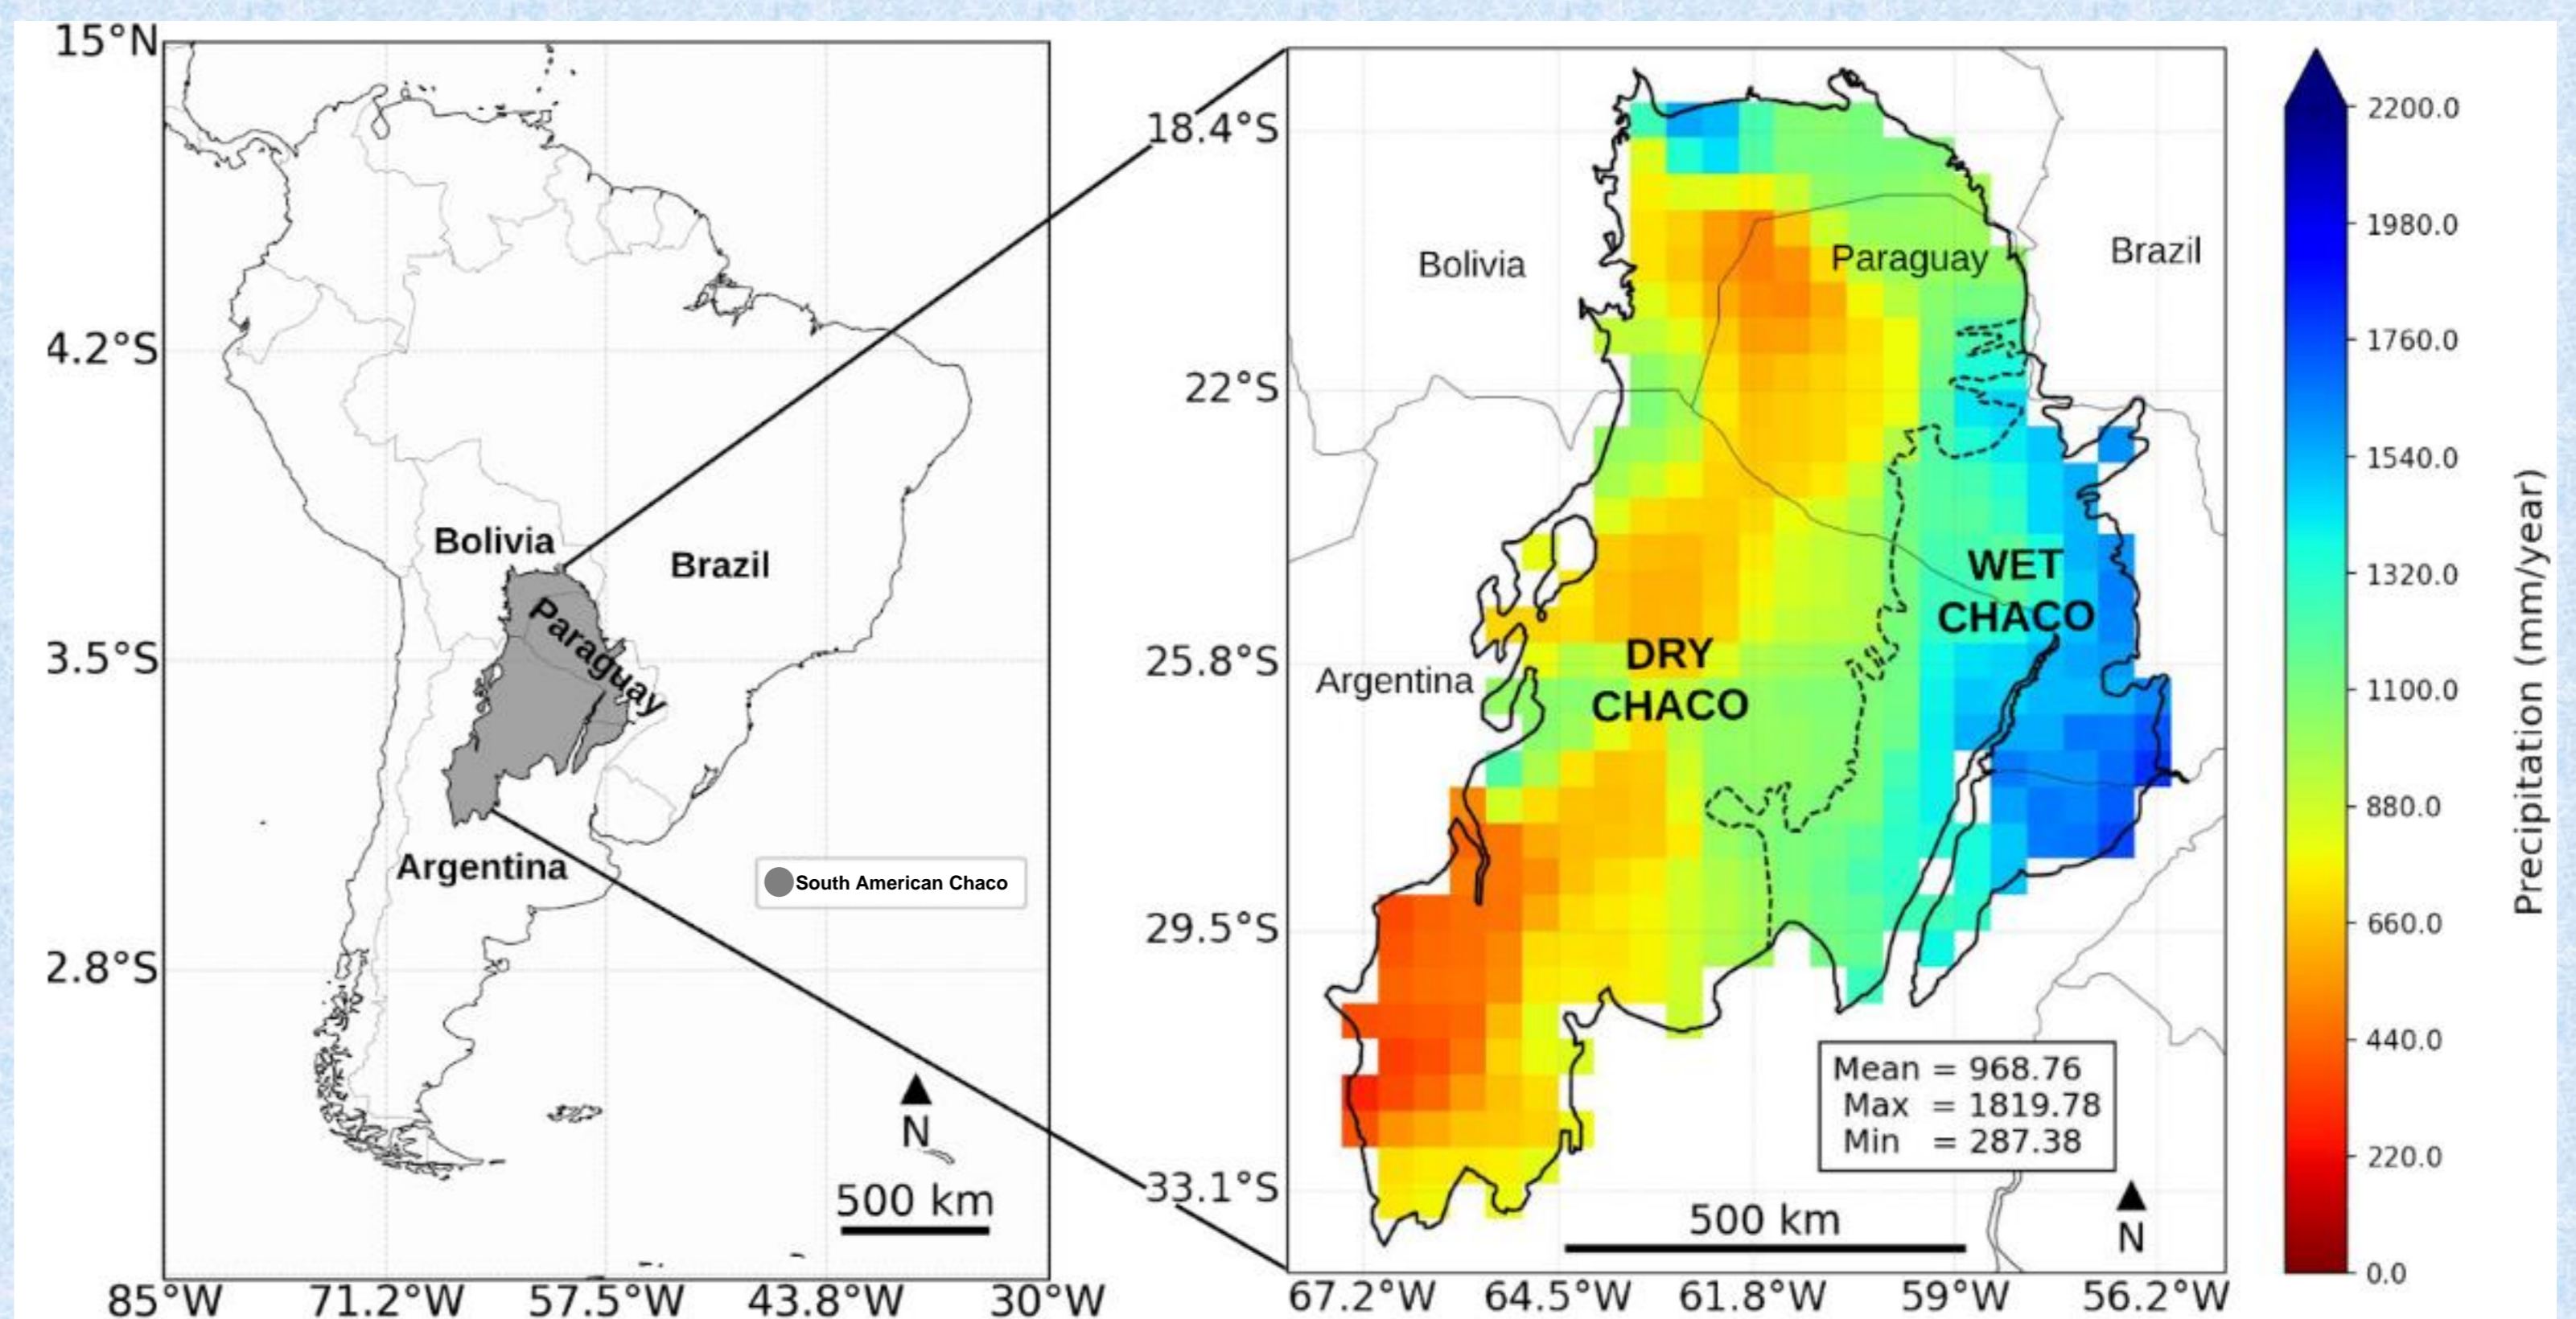 15°N
4.2°S
3.5°S
2.8°S
85°W
71.2°W
57.5°W
43.8°W
30°W
Bolivia
Brazil
Paraguay
Argentina
South American Chaco
N
500 km
18.4°S
22°S
25.8°S
29.5°S
33.1°S
67.2°W
64.5°W
61.8°W
59°W
56.2°W
Bolivia
Paraguay
Brazil
Argentina
WET
CHACO
DRY
CHACO
Mean = 968.76
Max = 1819.78
Min = 287.38
500 km
N
2200.0
1980.0
1760.0
1540.0
1320.0
1100.0
880.0
660.0
440.0
220.0
0.0
Precipitation (mm/year)